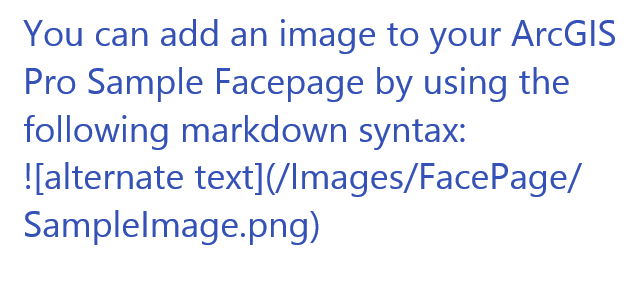 You can add an image to your ArcGIS
Pro Sample Facepage by using the
following markdown syntax:
![alternate text](/Images/FacePage/
SampleImage.png)